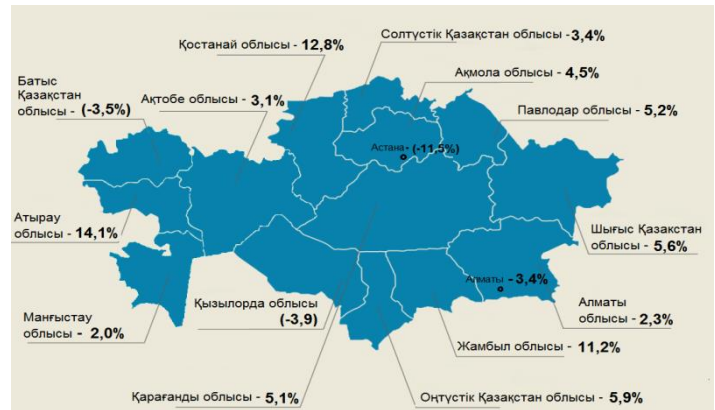 Солтүстік Қазақстан облысы - 3,4%
Қостанай облысы - 12,8%
Ақмола облысы - 4,5%
Батыс
Қазақстан
облысы - (-3,5%)
Ақтобе облысы - 3,1%
Павлодар облысы - 5,2%
Астана - (-11,5%)
Атырау
облысы - 14,1%
Шығыс Қазақстан
облысы - 5,6%
Алматы - 3,4%
Қызылорда облысы
(-3,9)
Алматы
облысы - 2,3%
Манғыстау
облысы - 2,0%
Жамбыл облысы - 11,2%
Қарағанды облысы - 5,1%
Оңтүстік Қазақстан облысы - 5,9%